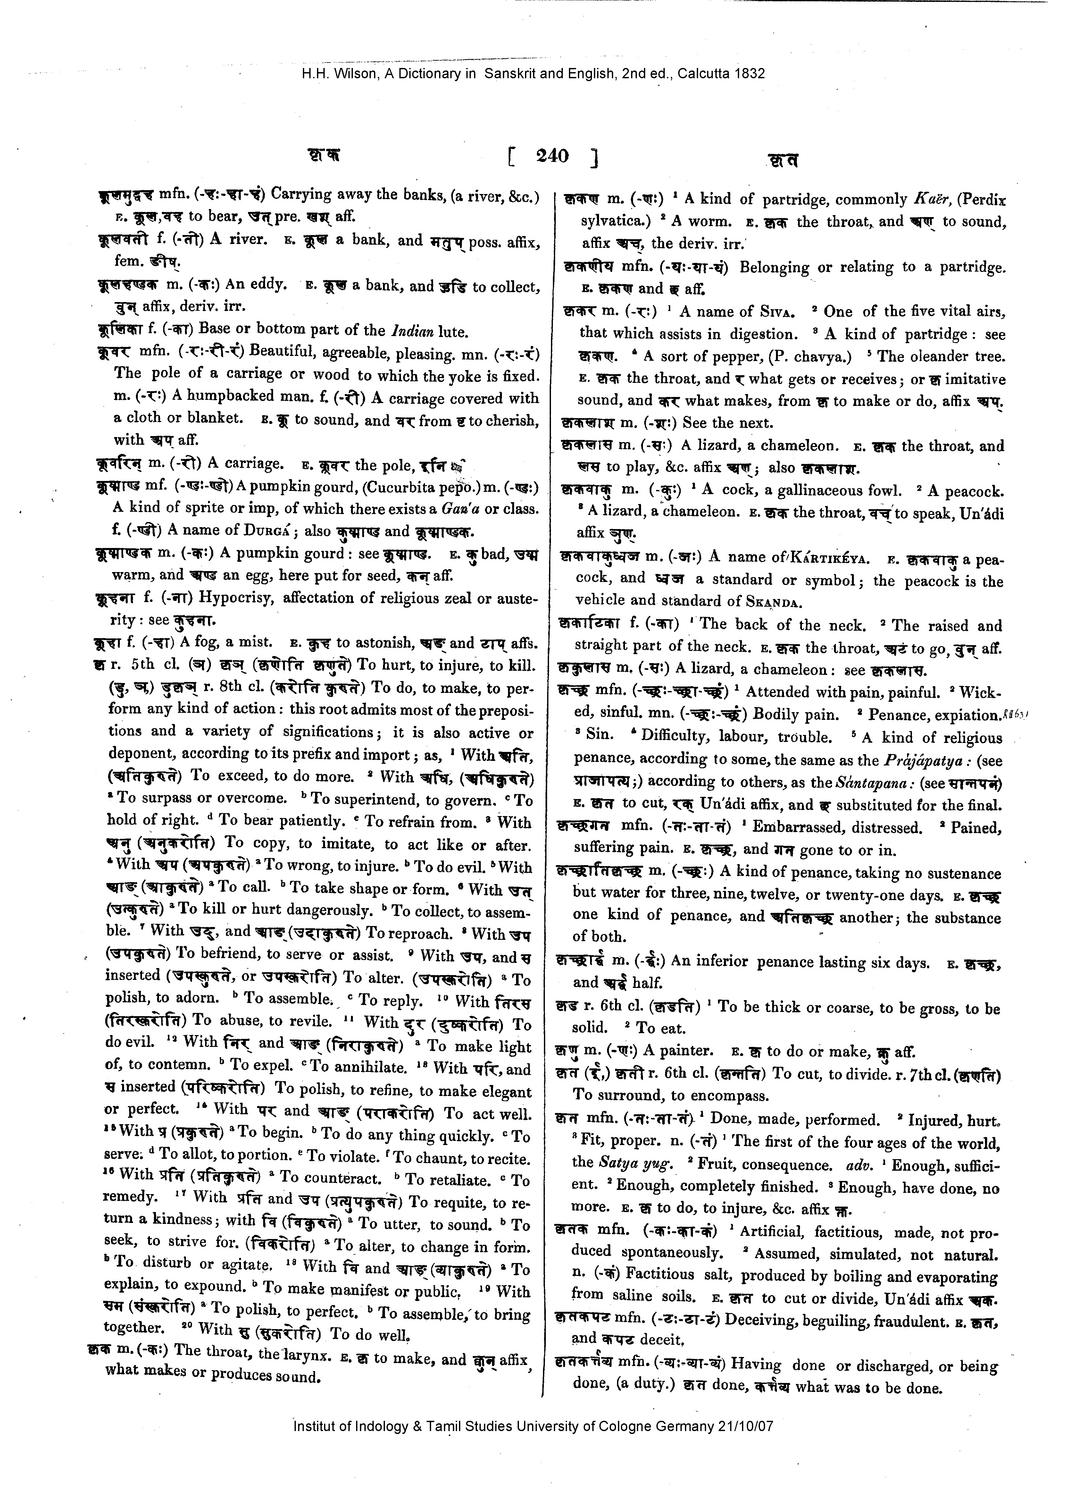 H.H. Wilson, A Dictionary in Sanskrit and English, 2nd ed., Calcutta 1832
कृक
[ 240 ]
कृत
कूलमुद्वह mfn. (-हः-हा-हं) Carrying away the banks, (a river, &c.)
E. कूल, वह to bear, उत् pre. खश् aff.
कूलवती f. (-ती) A river. E. कूल a bank, and मतुप् poss. affix,
fem. ङीष्.
कूलहण्डक m. (-कः) An eddy. E. कूल a bank, and हडि to collect,
वुन् affix, deriv. irr.
कूलिका f. (-का) Base or bottom part of the Indian lute.
कूवर mfn. (-रः-री-रं) Beautiful, agreeable, pleasing. mn. (-रः-रं)
The pole of a carriage or wood to which the yoke is fixed.
m. (-रः) A humpbacked man. f. (-री) A carriage covered with
a cloth or blanket. E. कू to sound, and वर from वृ to cherish,
with अप् aff.
कूवरिन् m. (-री) A carriage. E. कूवर the pole, इनि
कूष्माण्ड mf. (-ण्डः-ण्डी) A pumpkin gourd, (Cucurbita pepo.) m. (-ण्डः)
A kind of sprite or imp, of which there exists a Gan'a or class.
f. (-ण्डी) A name of DURGÁ; also कुष्माण्ड and कूष्माण्डक.
कूष्माण्डक m. (-कः) A pumpkin gourd: see कूष्माण्ड. E. कु bad, उष्म
warm, and अण्ड an egg, here put for seed, कन् aff.
कूहना f. (-ना) Hypocrisy, affectation of religious zeal or auste-
rity: see कुहना.
कूहा f. (-हा) A fog, a mist. E. कुह to astonish, अङ् and टाप् affs.
कृ r. 5th cl. (ञ) कृञ् (कृणोति कृणुते) To hurt, to injure, to kill.
(डु, ञ,) डुकृञ् r. 8th cl. (करोति कुरुते) To do, to make, to per-
form any kind of action: this root admits most of the preposi-
tions and a variety of significations; it is also active or
deponent, according to its prefix and import; as, ¹ With अति,
(अतिकुरुते) To exceed, to do more. ² With अधि, (अधिकुरुते)
ᵃ To surpass or overcome. ᵇ To superintend, to govern. ᶜ To
hold of right. ᵈ To bear patiently. ᵉ To refrain from. ³ With
अनु (अनुकरोति) To copy, to imitate, to act like or after.
⁴ With अप (अपकुरुते) ᵃ To wrong, to injure. ᵇ To do evil. ⁵ With
आङ् (आकुरुते) ᵃ To call. ᵇ To take shape or form. ⁶ With उत्
(उत्कुरुते) ᵃ To kill or hurt dangerously. ᵇ To collect, to assem-
ble. ⁷ With उद्, and आङ् (उदाकुरुते) To reproach. ⁸ With उप
(उपकुरुते) To befriend, to serve or assist. ⁹ With उप, and स
inserted (उपस्कुरुते, or उपस्करोति) To alter. (उपस्करोति) ᵃ To
polish, to adorn. ᵇ To assemble. ᶜ To reply. ¹⁰ With तिरस
(तिरस्करोति) To abuse, to revile. ¹¹ With दुर (दुष्करोति) To
do evil. ¹² With निर् and आङ् (निराकुरुते) ᵃ To make light
of, to contemn. ᵇ To expel. ᶜ To annihilate. ¹³ With परि, and
स inserted (परिष्करोति) To polish, to refine, to make elegant
or perfect. ¹⁴ With पर and आङ् (पराकरोति) To act well.
¹⁵ With प्र (प्रकुरुते) ᵃ To begin. ᵇ To do any thing quickly. ᶜ To
serve. ᵈ To allot, to portion. ᵉ To violate. ᶠ To chaunt, to recite.
¹⁶ With प्रति (प्रतिकुरुते) ᵃ To counteract. ᵇ To retaliate. ᶜ To
remedy. ¹⁷ With प्रति and उप (प्रत्युपकुरुते) To requite, to re-
turn a kindness; with वि (विकुरुते) ᵃ To utter, to sound. ᵇ To
seek, to strive for. (विकरोति) ᵃ To alter, to change in form.
ᵇ To disturb or agitate. ¹⁸ With वि and आङ् (व्याकुरुते) ᵃ To
explain, to expound. ᵇ To make manifest or public. ¹⁹ With
सम (संस्करोति) ᵃ To polish, to perfect. ᵇ To assemble, to bring
together. ²⁰ With सु (सुकरोति) To do well.
कृक m. (-कः) The throat, the larynx. E. कृ to make, and कुन् affix,
what makes or produces sound.
कृकण m. (-णः) ¹ A kind of partridge, commonly Kaër, (Perdix
sylvatica.) ² A worm. E. कृक the throat, and अण् to sound,
affix अच्, the deriv. irr.
कृकणीय mfn. (-यः-या-यं) Belonging or relating to a partridge.
E. कृकण and छ aff.
कृकर m. (-रः) ¹ A name of SIVA. ² One of the five vital airs,
that which assists in digestion. ³ A kind of partridge: see
कृकण. ⁴ A sort of pepper, (P. chavya.) ⁵ The oleander tree.
E. कृक the throat, and र what gets or receives; or कृ imitative
sound, and कर what makes, from कृ to make or do, affix अप्.
कृकलाश m. (-शः) See the next.
कृकलास m. (-सः) A lizard, a chameleon. E. कृक the throat, and
लस to play, &c. affix अण्; also कृकलाश.
कृकवाकु m. (-कुः) ¹ A cock, a gallinaceous fowl. ² A peacock.
³ A lizard, a chameleon. E. कृक the throat, वच् to speak, Un'ádi
affix ञुण्.
कृकवाकुध्वज m. (-जः) A name of KÁRTIKÉYA. E. कृकवाकु a pea-
cock, and ध्वज a standard or symbol; the peacock is the
vehicle and standard of SKANDA.
कृकाटिका f. (-का) ¹ The back of the neck. ² The raised and
straight part of the neck. E. कृक the throat, अट to go, वुन् aff.
कृकुलास m. (-सः) A lizard, a chameleon: see कृकलास.
कृच्छ्र mfn. (-च्छ्रः-च्छ्रा-च्छ्रं) ¹ Attended with pain, painful. ² Wick-
ed, sinful. mn. (-च्छ्रः-च्छ्रं) Bodily pain. ² Penance, expiation.
³ Sin. ⁴ Difficulty, labour, trouble. ⁵ A kind of religious
penance, according to some, the same as the Prájápatya: (see
प्राजापत्य;) according to others, as the Sántapana: (see सान्तपनं)
E. कृत to cut, रक् Un'ádi affix, and छ substituted for the final.
कृच्छ्रगत mfn. (-तः-ता-तं) ¹ Embarrassed, distressed. ² Pained,
suffering pain. E. कृच्छ्र, and गत gone to or in.
कृच्छ्रातिकृच्छ्र m. (-च्छ्रः) A kind of penance, taking no sustenance
but water for three, nine, twelve, or twenty-one days. E. कृच्छ्र
one kind of penance, and अतिकृच्छ्र another; the substance
of both.
कृच्छ्रार्द्ध m. (-र्द्धः) An inferior penance lasting six days. E. कृच्छ्र,
and अर्द्ध half.
कृड r. 6th cl. (कृडति) ¹ To be thick or coarse, to be gross, to be
solid. ² To eat.
कृणु m. (-णुः) A painter. E. कृ to do or make, क्नु aff.
कृत (ई,) कृती r. 6th cl. (कृन्तति) To cut, to divide. r. 7th cl. (कृणत्ति)
To surround, to encompass.
कृत mfn. (-तः-ता-तं) ¹ Done, made, performed. ² Injured, hurt.
³ Fit, proper. n. (-तं) ¹ The first of the four ages of the world,
the Satya yug. ² Fruit, consequence. adv. ¹ Enough, suffici-
ent. ² Enough, completely finished. ³ Enough, have done, no
more. E. कृ to do, to injure, &c. affix क्त.
कृतक mfn. (-कः-का-कं) ¹ Artificial, factitious, made, not pro-
duced spontaneously. ² Assumed, simulated, not natural.
n. (-कं) Factitious salt, produced by boiling and evaporating
from saline soils. E. कृत to cut or divide, Un'ádi affix अक.
कृतकपट mfn. (-टः-टा-टं) Deceiving, beguiling, fraudulent. E. कृत,
and कपट deceit.
कृतकर्त्तव्य mfn. (-व्यः-व्या-व्यं) Having done or discharged, or being
done, (a duty.) कृत done, कर्त्तव्य what was to be done.
Institut of Indology & Tamil Studies University of Cologne Germany 21/10/07